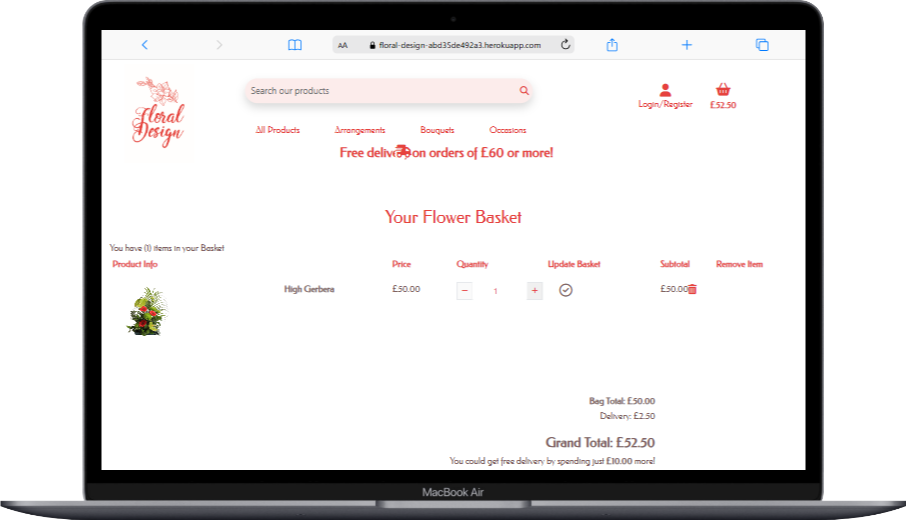 AA floral-design-abd35de492a3.herokuapp.com
Floral
Design
Search our products
Login/Register
£52.50
All Products Arrangements Bouquets Occasions
Free delivery on orders of £60 or more!
Your Flower Basket
You have (1) items in your Basket
Product Info Price Quantity Update Basket Subtotal Remove Item
High Gerbera £50.00 − 1 + £50.00
Bag Total: £50.00
Delivery: £2.50
Grand Total: £52.50
You could get free delivery by spending just £10.00 more!
MacBook Air